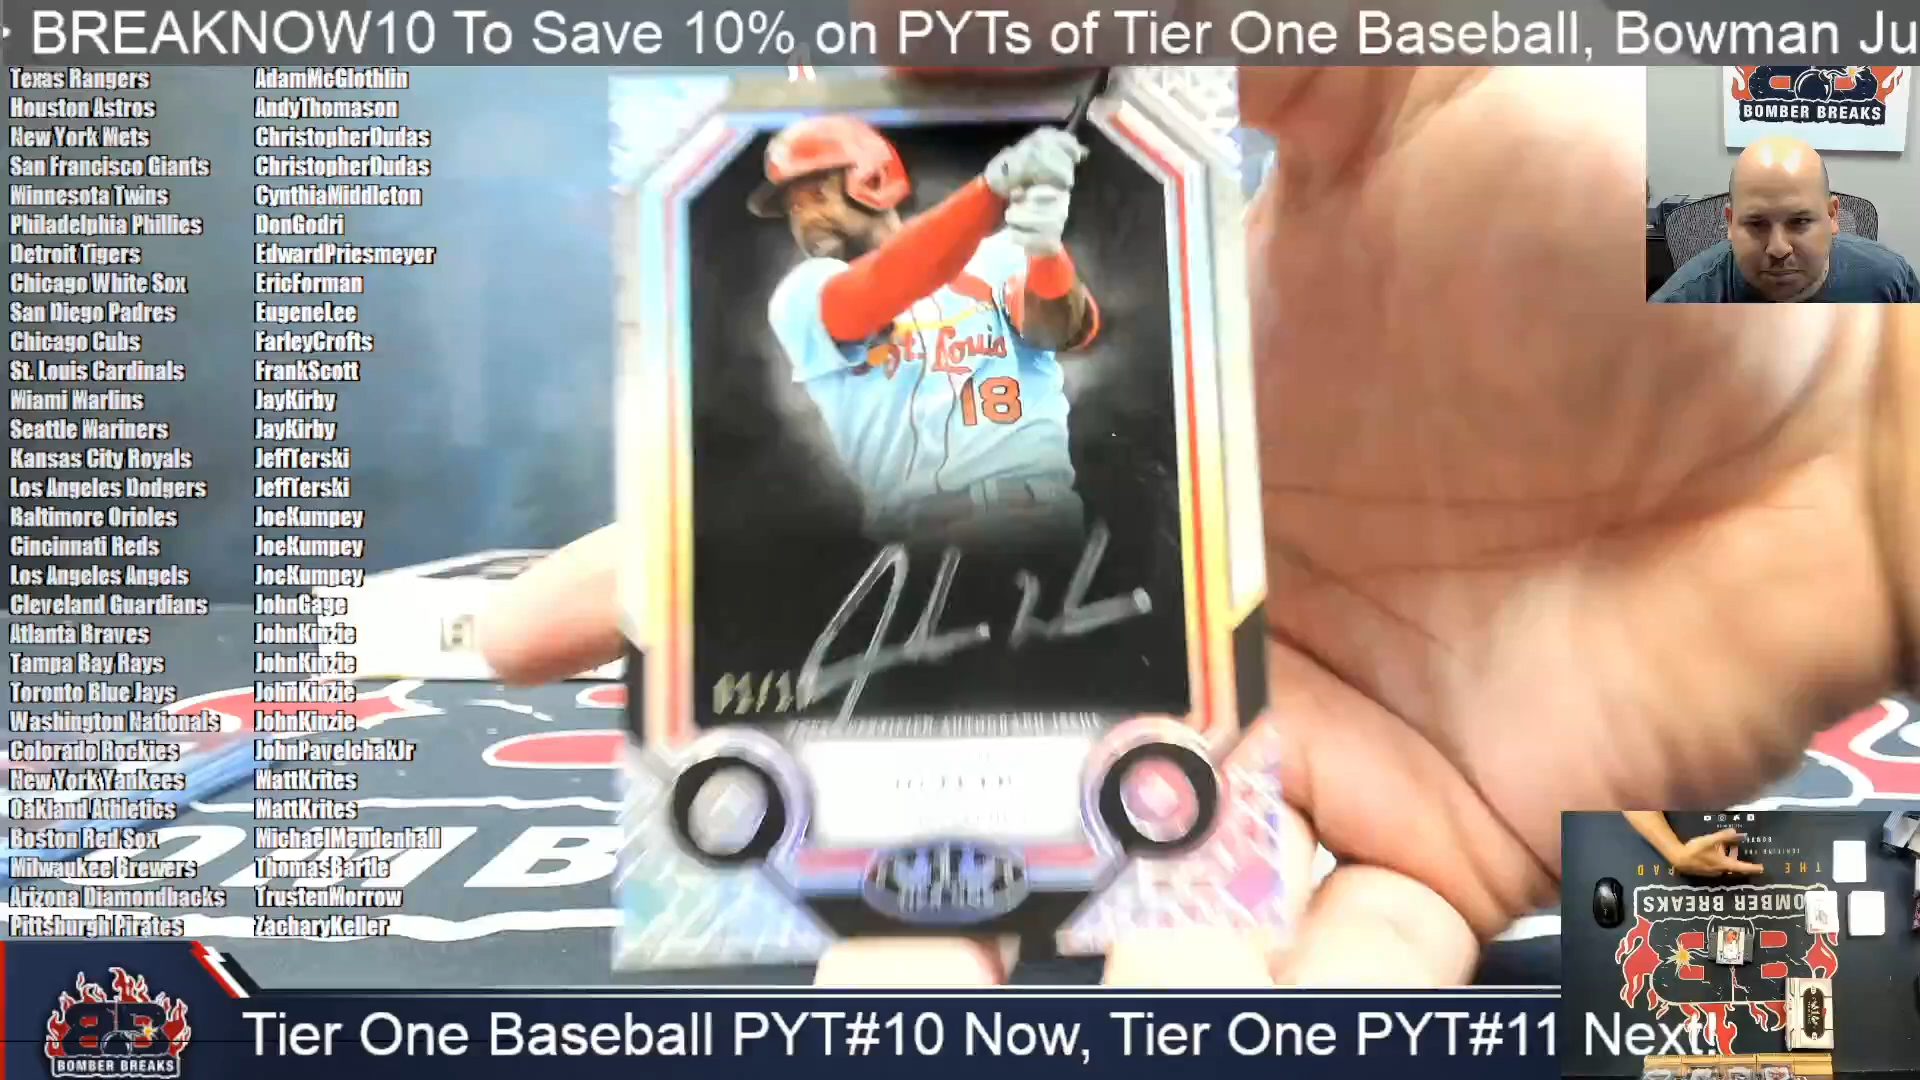 BREAKNOW10 To Save 10% on PYTs of Tier One Baseball, Bowman Ju
Texas Rangers AdamMcGlothlin
Houston Astros AndyThomason
New York Mets ChristopherDudas
San Francisco Giants ChristopherDudas
Minnesota Twins CynthiaMiddleton
Philadelphia Phillies DonGodri
Detroit Tigers EdwardPriesmeyer
Chicago White Sox EricForman
San Diego Padres EugeneLee
Chicago Cubs FarleyCrofts
St. Louis Cardinals FrankScott
Miami Marlins JayKirby
Seattle Mariners JayKirby
Kansas City Royals JeffTerski
Los Angeles Dodgers JeffTerski
Baltimore Orioles JoeKumpey
Cincinnati Reds JoeKumpey
Los Angeles Angels JoeKumpey
Cleveland Guardians JohnGage
Atlanta Braves JohnKinzie
Tampa Bay Rays JohnKinzie
Toronto Blue Jays JohnKinzie
Washington Nationals JohnKinzie
Colorado Rockies JohnPavelchakJr
New York Yankees MattKrites
Oakland Athletics MattKrites
Boston Red Sox MichaelMendenhall
Milwaukee Brewers ThomasBartle
Arizona Diamondbacks TrustenMorrow
Pittsburgh Pirates ZacharyKeller
St. Louis
18
BOMBER BREAKS
OMBER BREAKS
BOMBER BREAKS
Tier One Baseball PYT#10 Now, Tier One PYT#11 Next!